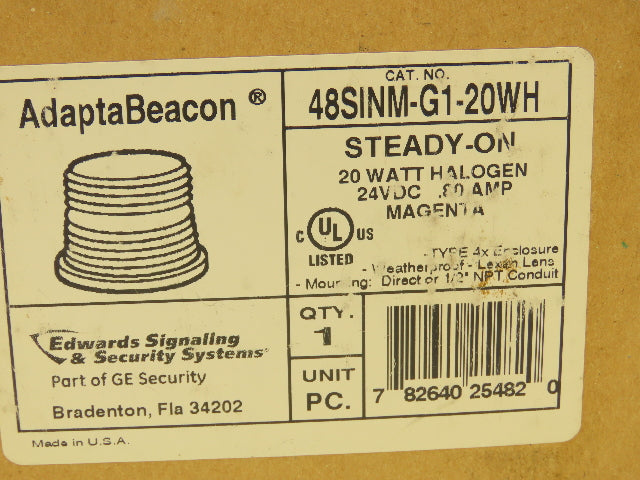 AdaptaBeacon ®
CAT. NO.
48SINM-G1-20WH
STEADY-ON
20 WATT HALOGEN
24VDC .80 AMP
MAGENTA
C UL US
LISTED
- TYPE 4x Enclosure
- Weatherproof - Lexan Lens
- Mounting: Direct or 1/2" NPT Conduit
Edwards Signaling
& Security Systems
Part of GE Security
Bradenton, Fla 34202
QTY.
1
UNIT
PC.
7 82640 25482 0
Made in U.S.A.